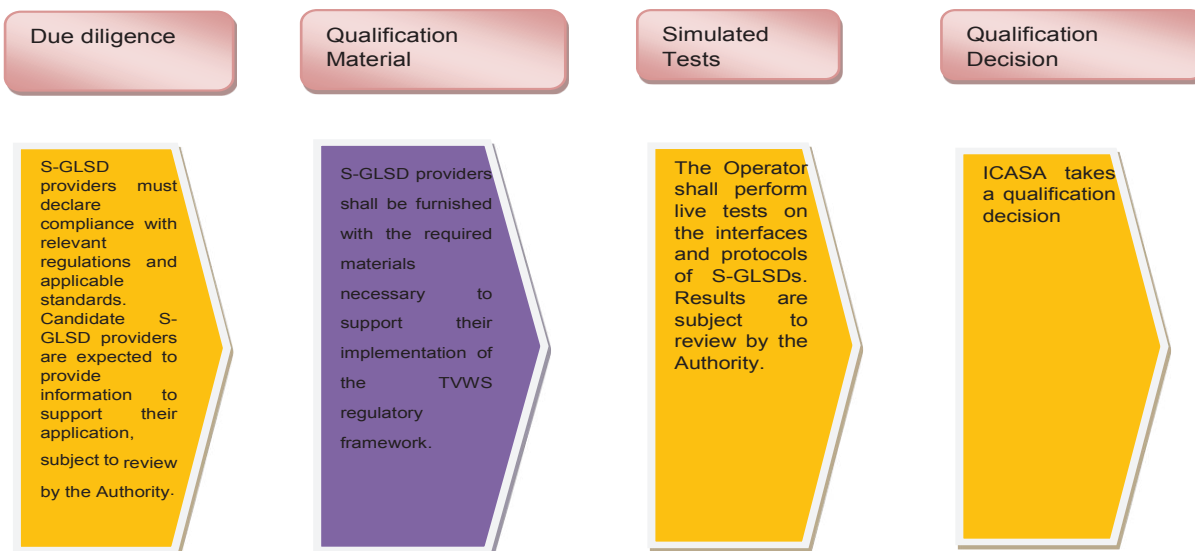 Due diligence
Qualification
Material
Simulated
Tests
Qualification
Decision
S-GLSD
providers must
declare
compliance with
relevant
regulations and
applicable
standards.
Candidate S-
GLSD providers
are expected to
provide
information to
support their
application,
subject to review
by the Authority.
S-GLSD providers
shall be furnished
with the required
materials
necessary to
support their
implementation of
the TVWS
regulatory
framework.
The Operator
shall perform
live tests on
the interfaces
and protocols
of S-GLSDs.
Results are
subject to
review by the
Authority.
ICASA takes
a qualification
decision